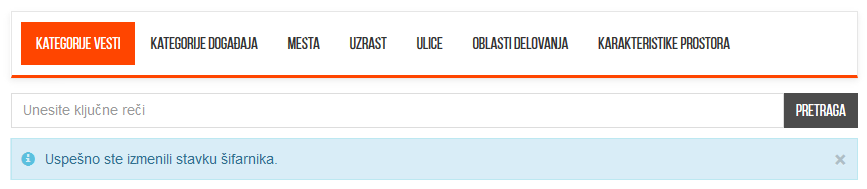 KATEGORIJE VESTI KATEGORIJE DOGAĐAJA MESTA UZRAST ULICE OBLASTI DELOVANJA KARAKTERISTIKE PROSTORA
Unesite ključne reči PRETRAGA
Uspešno ste izmenili stavku šifarnika. ×